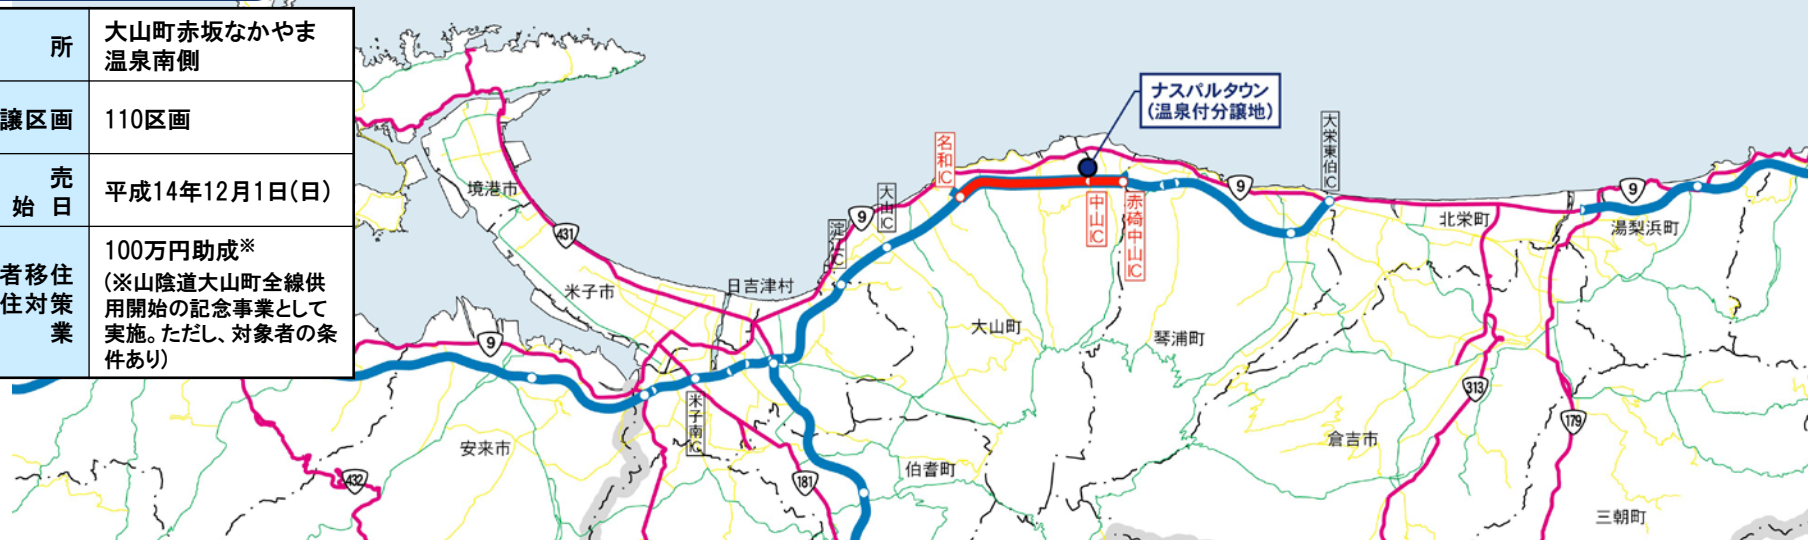 所
大山町赤坂なかやま
温泉南側
譲区画
110区画
売
始 日
平成14年12月1日(日)
者移住
住対策
業
100万円助成※
(※山陰道大山町全線供
用開始の記念事業として
実施。ただし、対象者の条
件あり)
ナスパルタウン
(温泉付分譲地)
大栄東伯IC
名和IC
境港市
大山IC
9
9
9
淀江IC
中山IC
赤碕中山IC
北栄町
湯梨浜町
431
日吉津村
米子市
大山町
琴浦町
9
313
米子南IC
179
安来市
倉吉市
伯耆町
432
181
三朝町